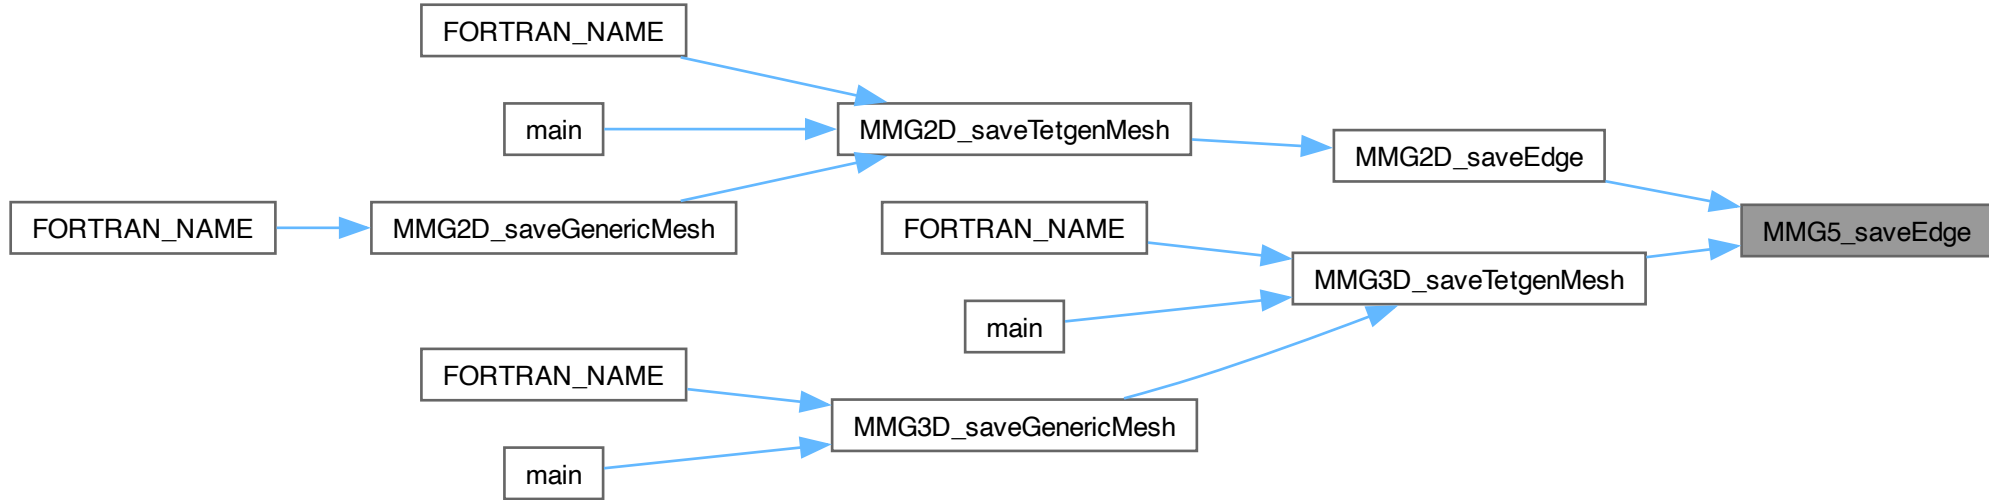 FORTRAN_NAME
main
MMG2D_saveTetgenMesh
MMG2D_saveEdge
FORTRAN_NAME
MMG2D_saveGenericMesh
FORTRAN_NAME
MMG5_saveEdge
MMG3D_saveTetgenMesh
main
FORTRAN_NAME
MMG3D_saveGenericMesh
main